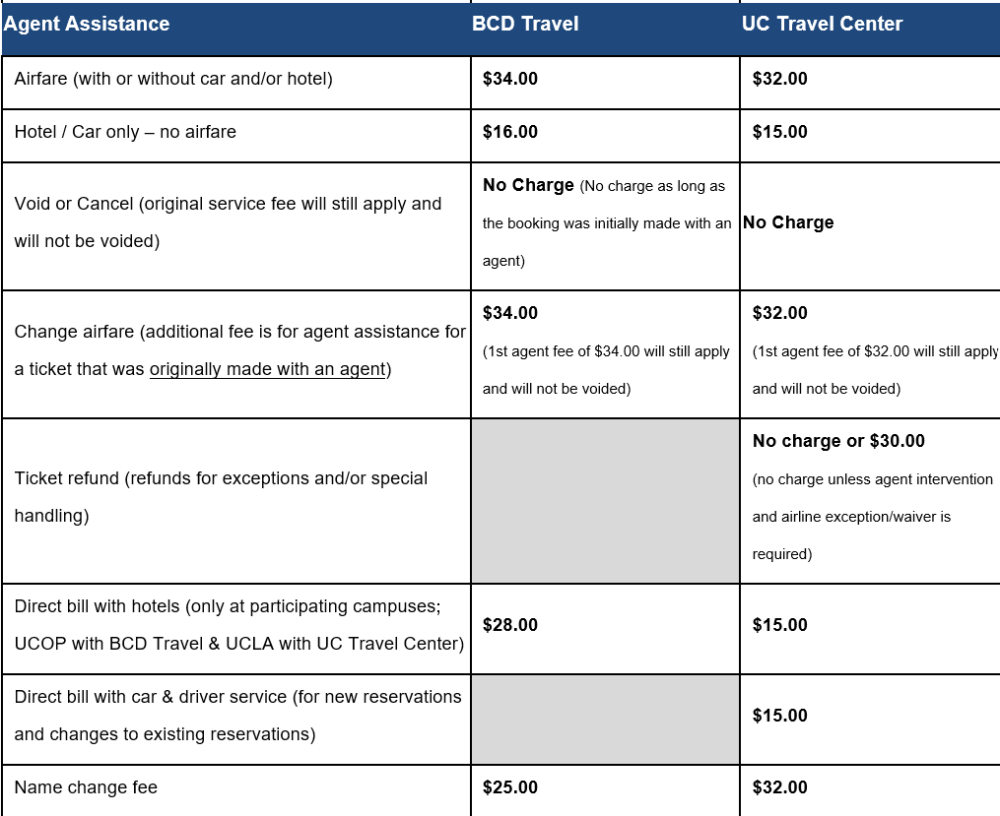 Agent Assistance BCD Travel UC Travel Center
Airfare (with or without car and/or hotel) $34.00 $32.00
Hotel / Car only – no airfare $16.00 $15.00
Void or Cancel (original service fee will still apply and
will not be voided)
No Charge (No charge as long as
the booking was initially made with an
agent)
No Charge
Change airfare (additional fee is for agent assistance for
a ticket that was originally made with an agent)
$34.00
(1st agent fee of $34.00 will still apply
and will not be voided)
$32.00
(1st agent fee of $32.00 will still apply
and will not be voided)
Ticket refund (refunds for exceptions and/or special
handling)
No charge or $30.00
(no charge unless agent intervention
and airline exception/waiver is
required)
Direct bill with hotels (only at participating campuses;
UCOP with BCD Travel & UCLA with UC Travel Center)
$28.00
$15.00
Direct bill with car & driver service (for new reservations
and changes to existing reservations)
$15.00
Name change fee $25.00 $32.00